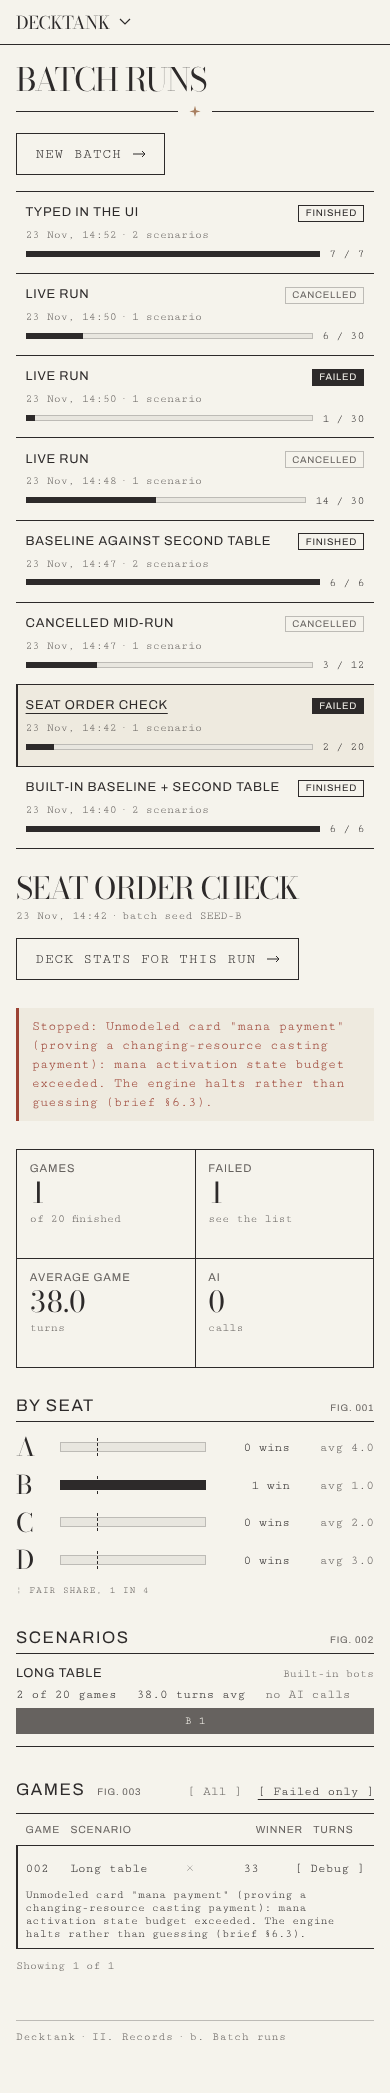 DECKTANK
BATCH RUNS
NEW BATCH →
TYPED IN THE UI FINISHED
23 Nov, 14:52 · 2 scenarios
7 / 7
LIVE RUN CANCELLED
23 Nov, 14:50 · 1 scenario
6 / 30
LIVE RUN FAILED
23 Nov, 14:50 · 1 scenario
1 / 30
LIVE RUN CANCELLED
23 Nov, 14:48 · 1 scenario
14 / 30
BASELINE AGAINST SECOND TABLE FINISHED
23 Nov, 14:47 · 2 scenarios
6 / 6
CANCELLED MID-RUN CANCELLED
23 Nov, 14:47 · 1 scenario
3 / 12
SEAT ORDER CHECK FAILED
23 Nov, 14:42 · 1 scenario
2 / 20
BUILT-IN BASELINE + SECOND TABLE FINISHED
23 Nov, 14:40 · 2 scenarios
6 / 6
SEAT ORDER CHECK
23 Nov, 14:42 · batch seed SEED-B
DECK STATS FOR THIS RUN →
Stopped: Unmodeled card "mana payment"
(proving a changing-resource casting
payment): mana activation state budget
exceeded. The engine halts rather than
guessing (brief §6.3).
GAMES FAILED
1 1
of 20 finished see the list
AVERAGE GAME AI
38.0 0
turns calls
BY SEAT FIG. 001
A 0 wins avg 4.0
B 1 win avg 1.0
C 0 wins avg 2.0
D 0 wins avg 3.0
¦ FAIR SHARE, 1 IN 4
SCENARIOS FIG. 002
LONG TABLE Built-in bots
2 of 20 games 38.0 turns avg no AI calls
B 1
GAMES FIG. 003 [ All ] [ Failed only ]
GAME SCENARIO WINNER TURNS
002 Long table × 33 [ Debug ]
Unmodeled card "mana payment" (proving a
changing-resource casting payment): mana
activation state budget exceeded. The engine
halts rather than guessing (brief §6.3).
Showing 1 of 1
Decktank · II. Records · b. Batch runs